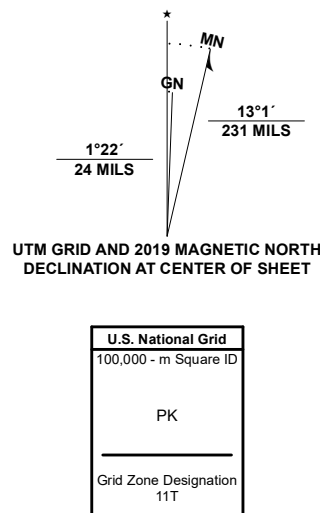 ★
MN
GN
13°1´
231 MILS
1°22´
24 MILS
UTM GRID AND 2019 MAGNETIC NORTH
DECLINATION AT CENTER OF SHEET
U.S. National Grid
100,000 - m Square ID
PK
Grid Zone Designation
11T